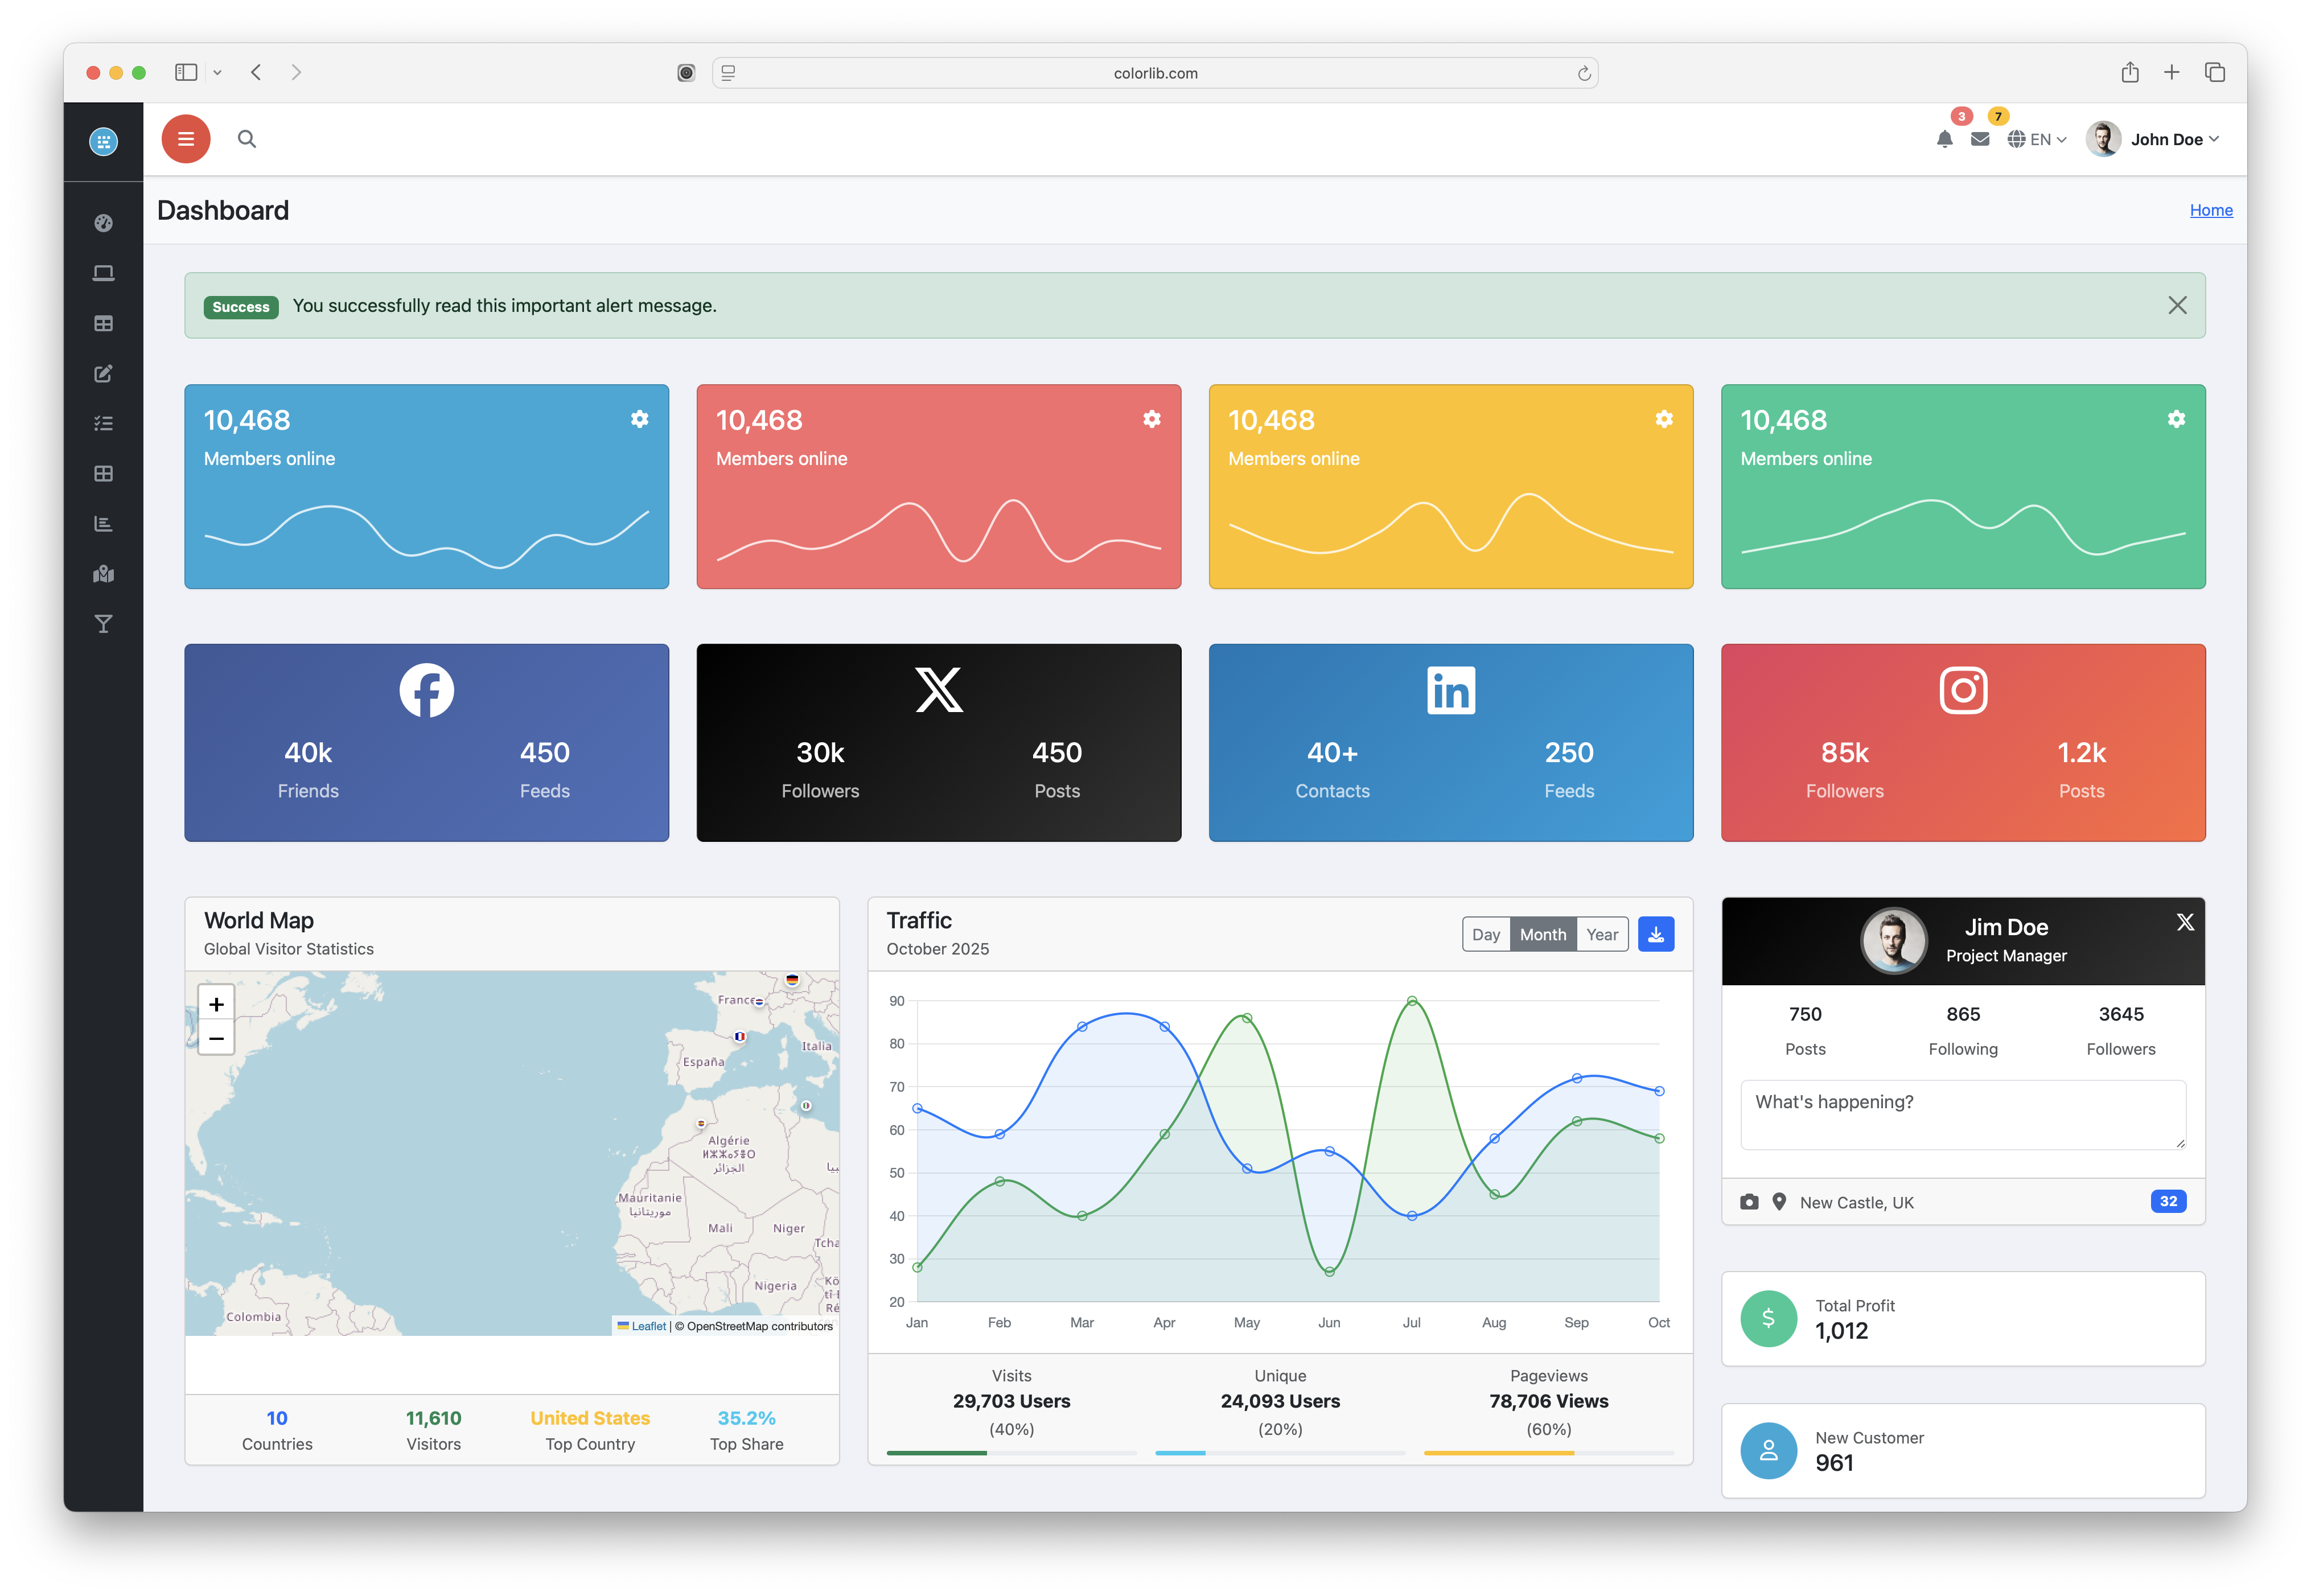 colorlib.com
3
7
EN
John Doe
Dashboard
Home
Success You successfully read this important alert message.
10,468
Members online
10,468
Members online
10,468
Members online
10,468
Members online
40k
Friends
450
Feeds
30k
Followers
450
Posts
in
40+
Contacts
250
Feeds
85k
Followers
1.2k
Posts
World Map
Global Visitor Statistics
+
−
France
Italia
España
Algérie
ⵍⵣⵣⴰⵢⴻⵔ
الجزائر
Mauritanie
موريتانيا
Mali
Niger
Tcha
Nigeria
Kö
Ré
Colombia
Leaflet | © OpenStreetMap contributors
10
Countries
11,610
Visitors
United States
Top Country
35.2%
Top Share
Traffic
October 2025
Day Month Year
90
80
70
60
50
40
30
20
Jan Feb Mar Apr May Jun Jul Aug Sep Oct
Visits
29,703 Users
(40%)
Unique
24,093 Users
(20%)
Pageviews
78,706 Views
(60%)
Jim Doe
Project Manager
750
Posts
865
Following
3645
Followers
What's happening?
New Castle, UK
32
$
Total Profit
1,012
New Customer
961